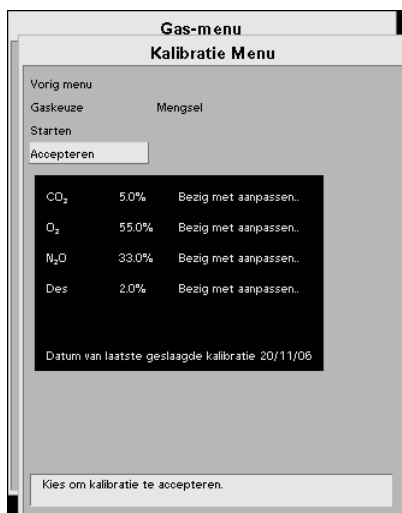 Gas-menu
Kalibratie Menu
Vorig menu
Gaskeuze Mengsel
Starten
Accepteren
CO₂ 5.0% Bezig met aanpassen..
O₂ 55.0% Bezig met aanpassen..
N₂O 33.0% Bezig met aanpassen..
Des 2.0% Bezig met aanpassen..
Datum van laatste geslaagde kalibratie 20/11/06
Kies om kalibratie te accepteren.